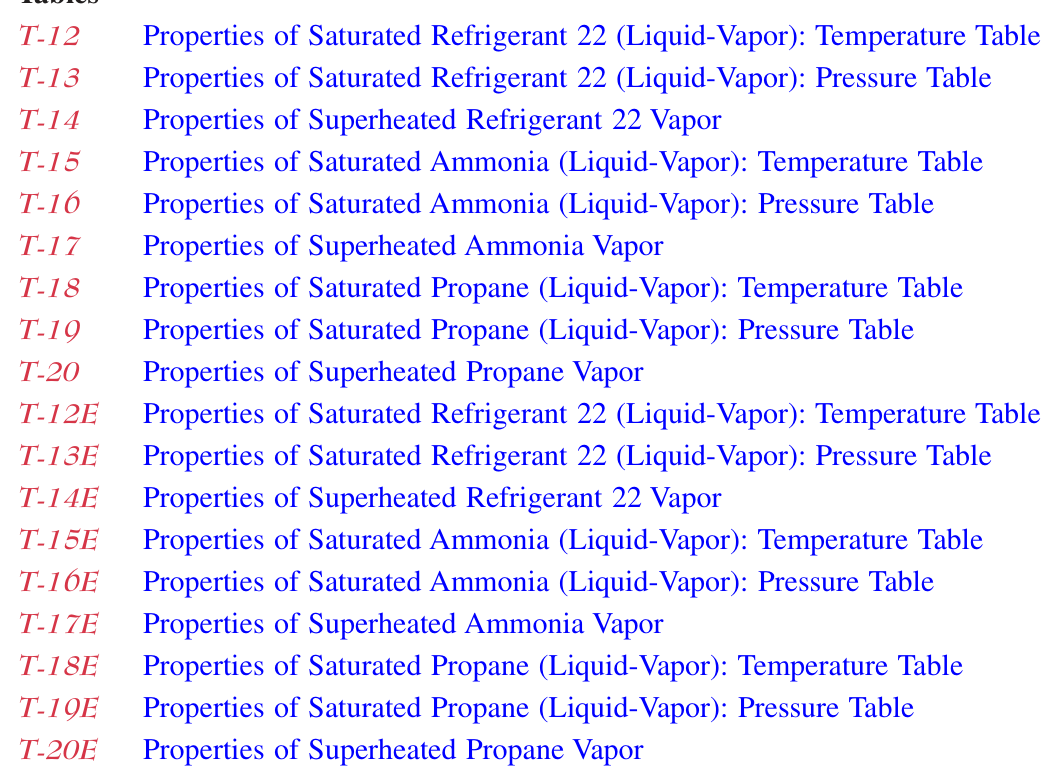 Tables
T-12 Properties of Saturated Refrigerant 22 (Liquid-Vapor): Temperature Table
T-13 Properties of Saturated Refrigerant 22 (Liquid-Vapor): Pressure Table
T-14 Properties of Superheated Refrigerant 22 Vapor
T-15 Properties of Saturated Ammonia (Liquid-Vapor): Temperature Table
T-16 Properties of Saturated Ammonia (Liquid-Vapor): Pressure Table
T-17 Properties of Superheated Ammonia Vapor
T-18 Properties of Saturated Propane (Liquid-Vapor): Temperature Table
T-19 Properties of Saturated Propane (Liquid-Vapor): Pressure Table
T-20 Properties of Superheated Propane Vapor
T-12E Properties of Saturated Refrigerant 22 (Liquid-Vapor): Temperature Table
T-13E Properties of Saturated Refrigerant 22 (Liquid-Vapor): Pressure Table
T-14E Properties of Superheated Refrigerant 22 Vapor
T-15E Properties of Saturated Ammonia (Liquid-Vapor): Temperature Table
T-16E Properties of Saturated Ammonia (Liquid-Vapor): Pressure Table
T-17E Properties of Superheated Ammonia Vapor
T-18E Properties of Saturated Propane (Liquid-Vapor): Temperature Table
T-19E Properties of Saturated Propane (Liquid-Vapor): Pressure Table
T-20E Properties of Superheated Propane Vapor